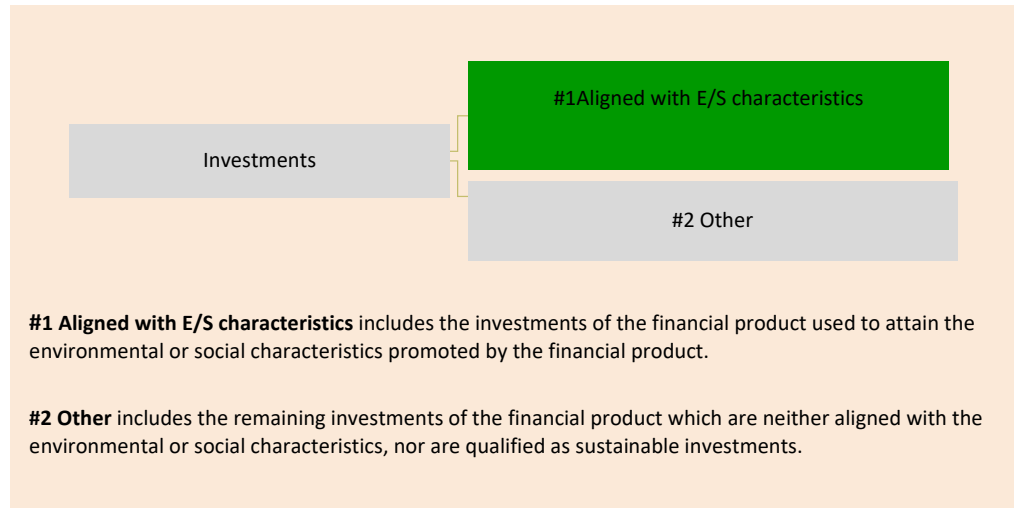 #1Aligned with E/S characteristics
Investments
#2 Other
#1 Aligned with E/S characteristics includes the investments of the financial product used to attain the
environmental or social characteristics promoted by the financial product.
#2 Other includes the remaining investments of the financial product which are neither aligned with the
environmental or social characteristics, nor are qualified as sustainable investments.